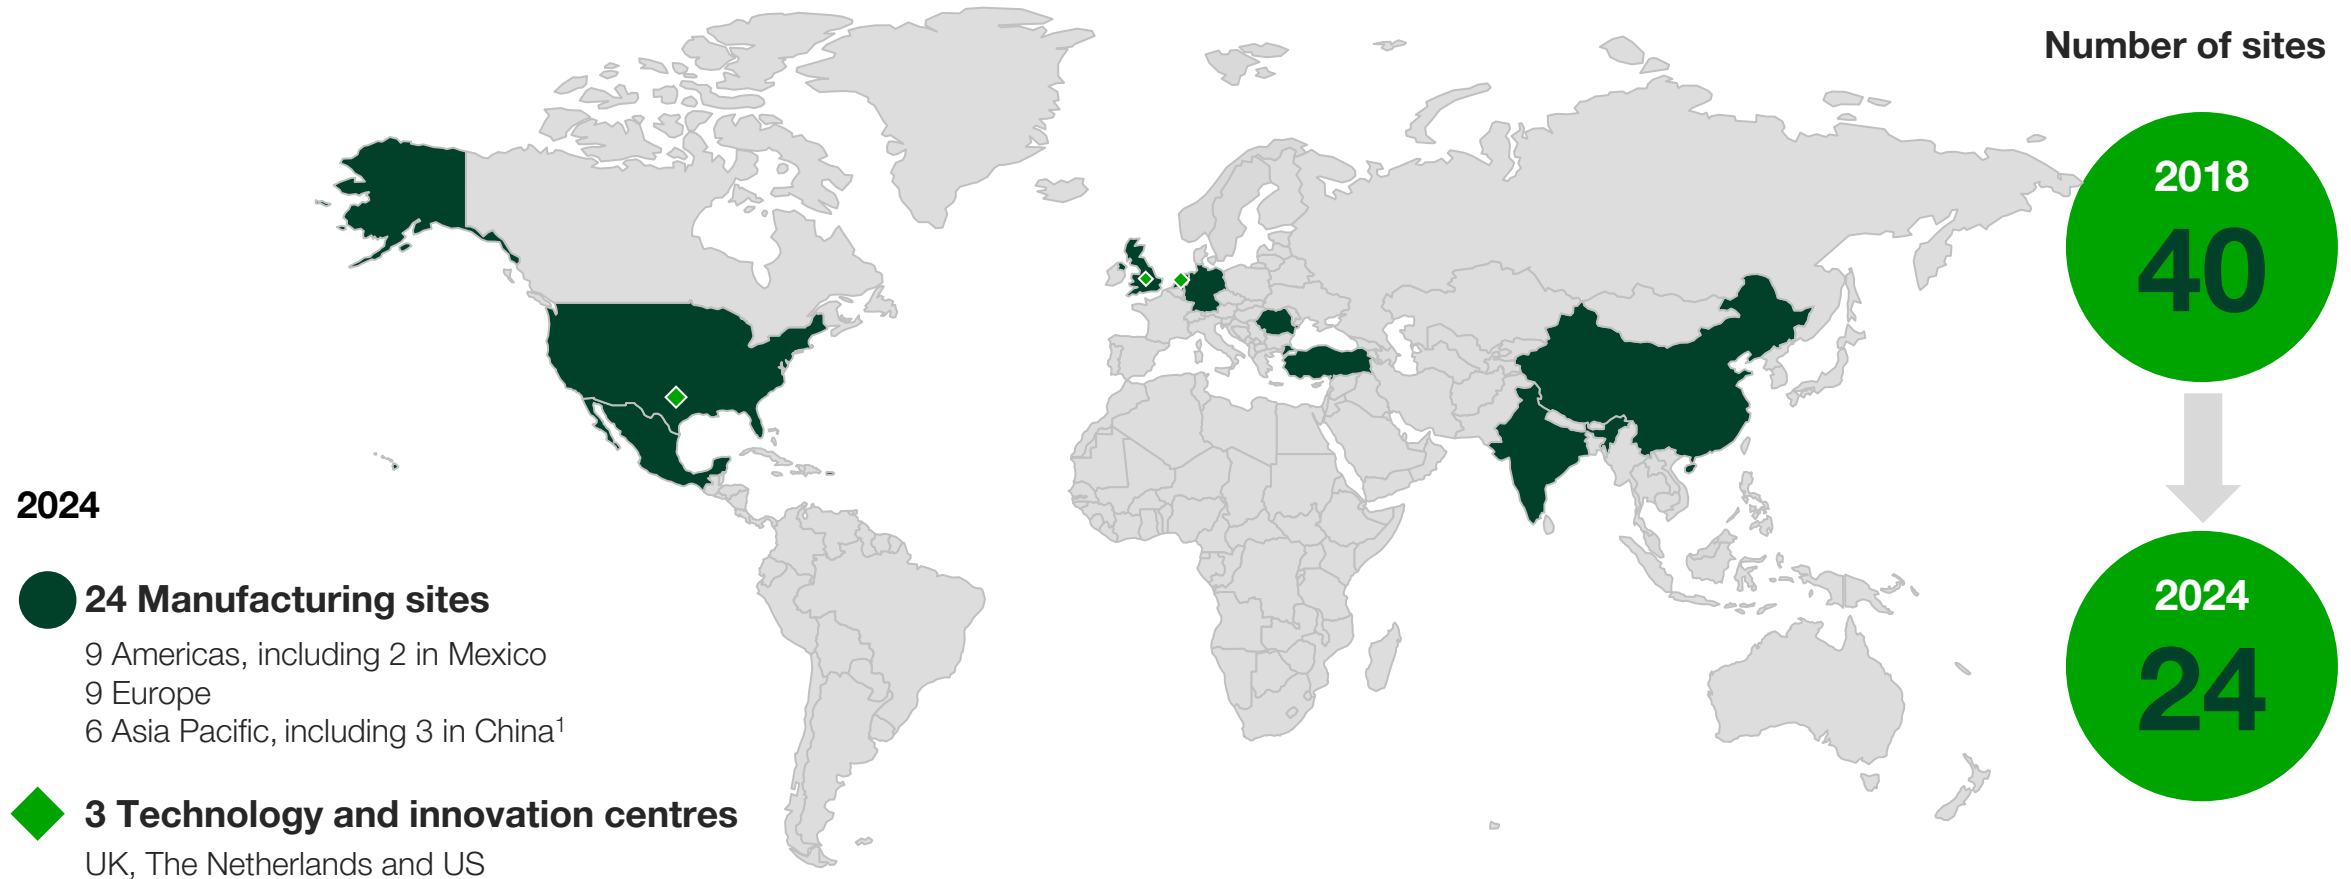 Number of sites
2018
40
2024
24
2024
24 Manufacturing sites
9 Americas, including 2 in Mexico
9 Europe
6 Asia Pacific, including 3 in China¹
3 Technology and innovation centres
UK, The Netherlands and US